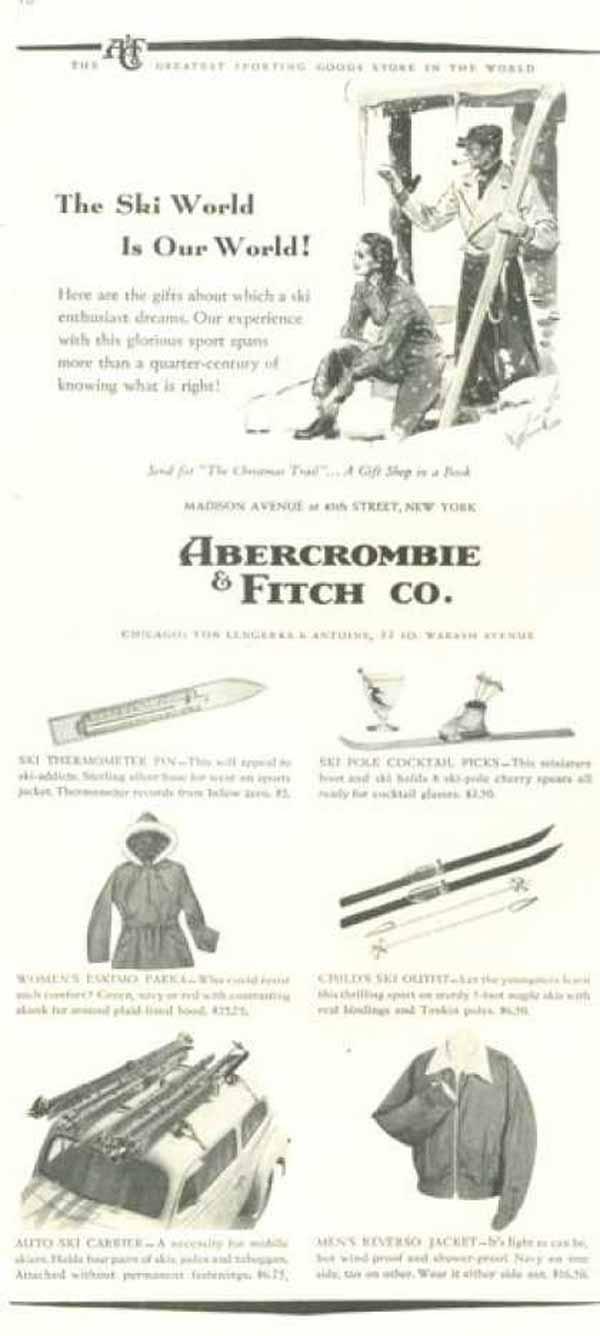 THE A&F GREATEST SPORTING GOODS STORE IN THE WORLD
The Ski World
Is Our World!
Here are the gifts about which a ski
enthusiast dreams. Our experience
with this glorious sport spans
more than a quarter-century of
knowing what is right!
Send for "The Christmas Trail"... A Gift Shop in a Book
MADISON AVENUE at 45th STREET, NEW YORK
ABERCROMBIE
& FITCH CO.
CHICAGO: VON LENGERKE & ANTOINE, 33 SO. WABASH AVENUE
SKI THERMOMETER PIN—This will appeal to
ski-addicts. Sterling silver base for wear on sports
jacket. Thermometer records from below zero. $5.
SKI POLE COCKTAIL PICKS—This miniature
boot and ski holds 8 ski-pole cherry spears all
ready for cocktail glasses. $3.50.
WOMEN'S ESKIMO PARKA—Who could resist
such comfort? Green, navy or red with contrasting
skunk fur around plaid-lined hood.
CHILD'S SKI OUTFIT—Let the youngsters learn
this thrilling sport on sturdy 5-foot maple skis with
real bindings and Tonkin poles. $6.50.
AUTO SKI CARRIER—A necessity for mobile
skiers. Holds four pairs of skis, poles and toboggan.
Attached without permanent fastenings. $6.75.
MEN'S REVERSO JACKET—It's light as can be,
but wind-proof and shower-proof. Navy on one
side, tan on other. Wear it either side out. $16.50.